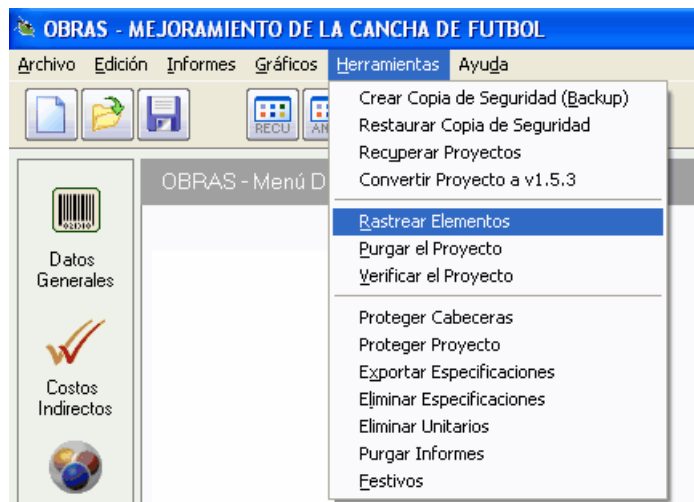 OBRAS - MEJORAMIENTO DE LA CANCHA DE FUTBOL
Archivo Edición Informes Gráficos Herramientas Ayuda
RECU AN
OBRAS - Menú D
Datos
Generales
Costos
Indirectos
Crear Copia de Seguridad (Backup)
Restaurar Copia de Seguridad
Recuperar Proyectos
Convertir Proyecto a v1.5.3
Rastrear Elementos
Purgar el Proyecto
Verificar el Proyecto
Proteger Cabeceras
Proteger Proyecto
Exportar Especificaciones
Eliminar Especificaciones
Eliminar Unitarios
Purgar Informes
Festivos